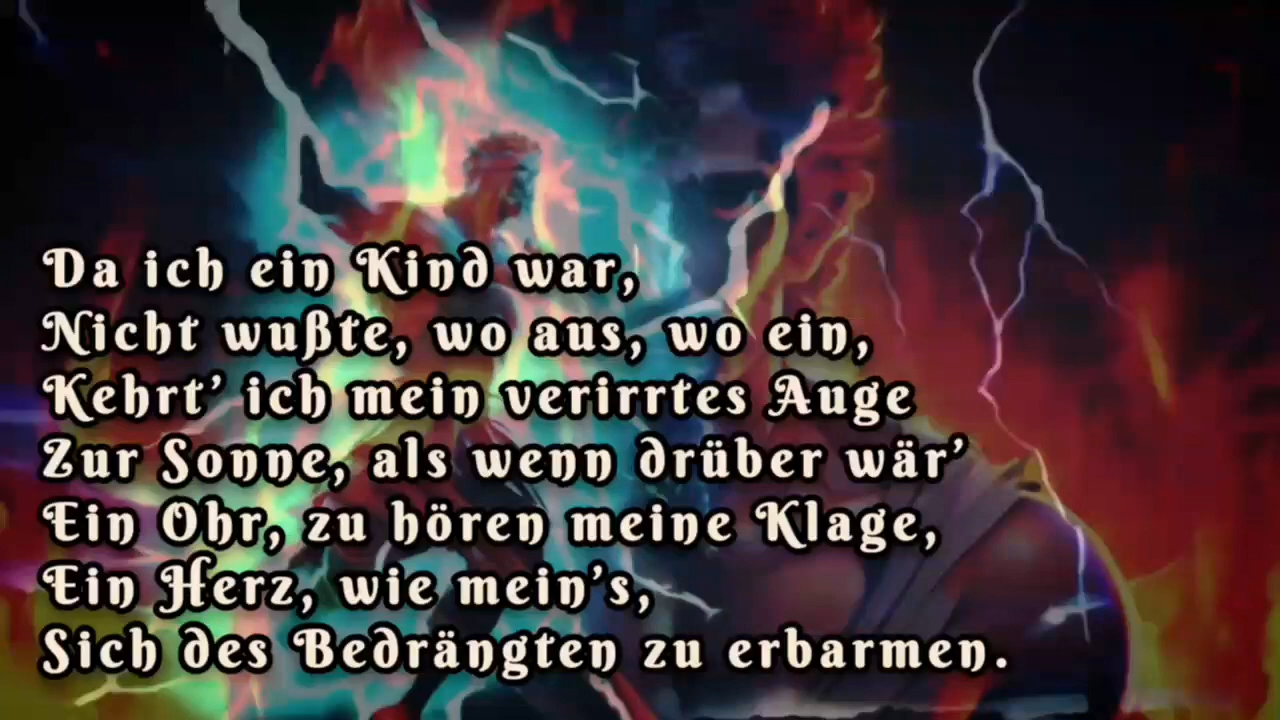 Da ich ein Kind war,
Nicht wußte, wo aus, wo ein,
Kehrt’ ich mein verirrtes Auge
Zur Sonne, als wenn drüber wär’
Ein Ohr, zu hören meine Klage,
Ein Herz, wie mein’s,
Sich des Bedrängten zu erbarmen.